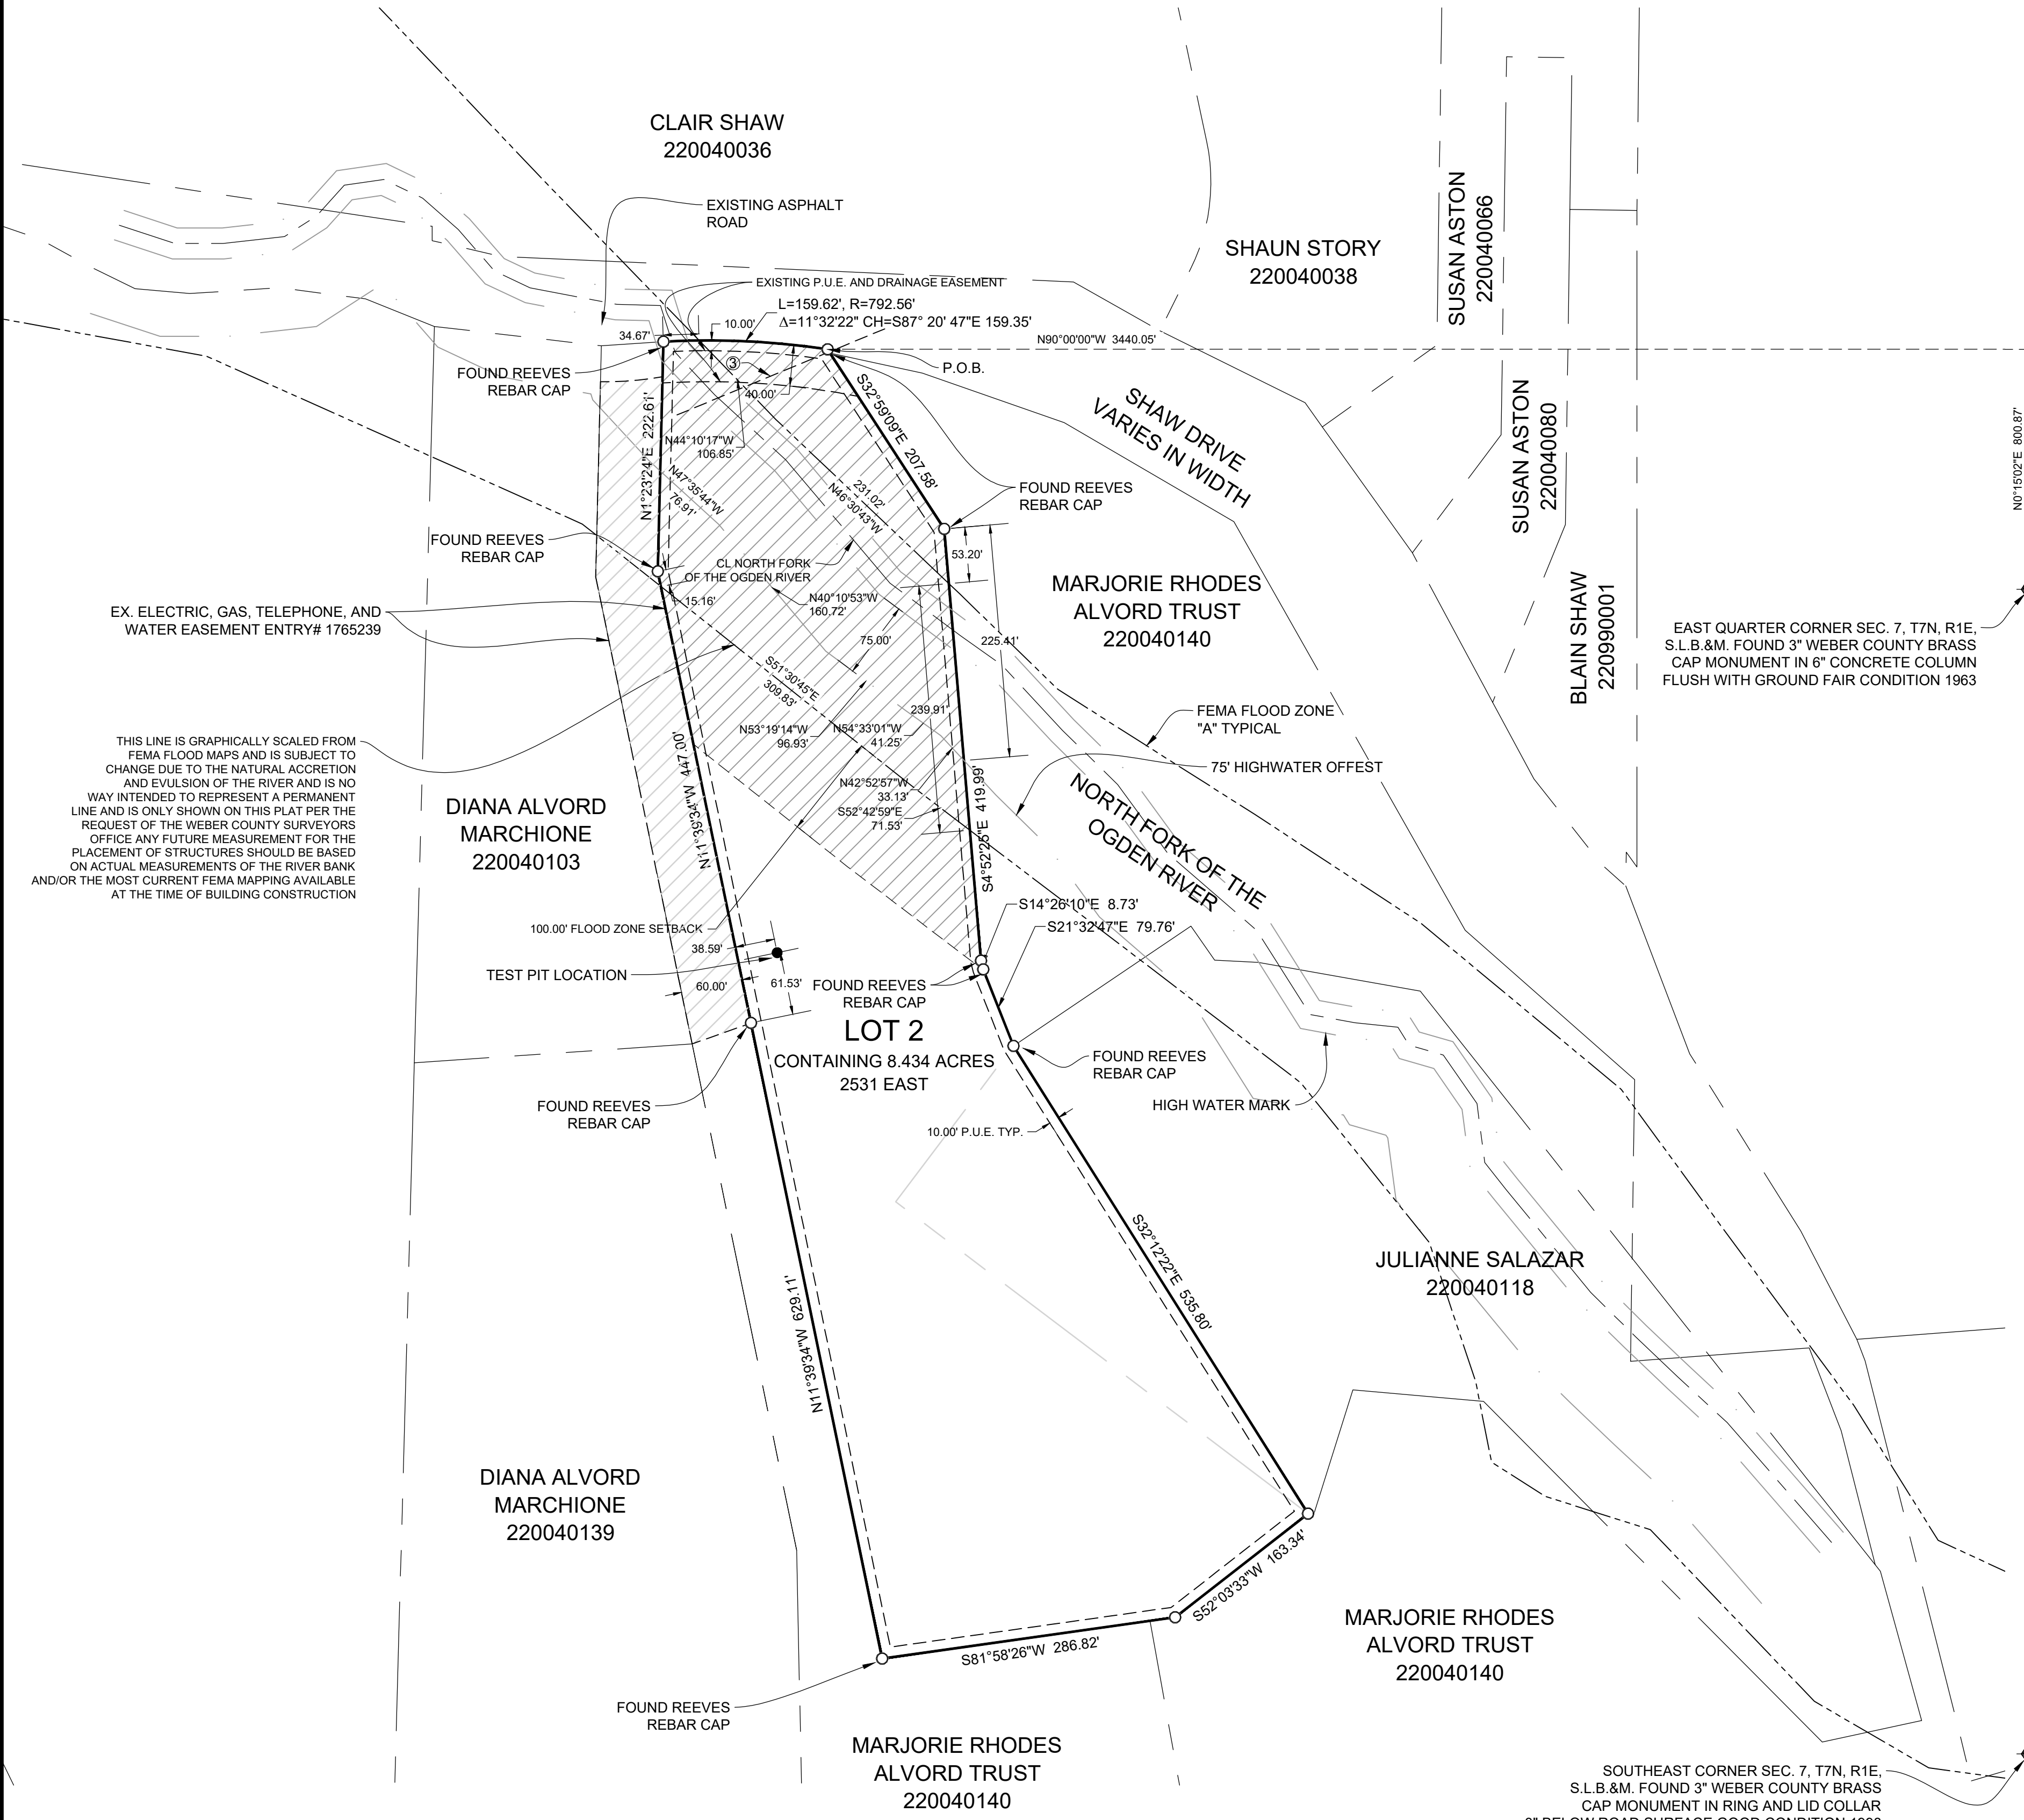 CLAIR SHAW
220040036
EXISTING ASPHALT
ROAD
SHAUN STORY
220040038
SUSAN ASTON
220040066
EXISTING P.U.E. AND DRAINAGE EASEMENT
L=159.62', R=792.56'
Δ=11°32'22" CH=S87° 20' 47"E 159.35'
10.00'
34.67'
N90°00'00"W 3440.05'
P.O.B.
FOUND REEVES
REBAR CAP
3
40.00'
S32°59'09"E 207.58'
SHAW DRIVE
VARIES IN WIDTH
SUSAN ASTON
220040080
N0°15'02"E 800.87'
N1°23'24"E 222.61'
N44°10'17"W
106.85'
N47°35'44"W
76.91'
231.02'
N46°30'43"W
FOUND REEVES
REBAR CAP
FOUND REEVES
REBAR CAP
53.20'
CL NORTH FORK
OF THE OGDEN RIVER
MARJORIE RHODES
ALVORD TRUST
220040140
BLAIN SHAW
220990001
EX. ELECTRIC, GAS, TELEPHONE, AND
WATER EASEMENT ENTRY# 1765239
15.16'
N40°10'53"W
160.72'
75.00'
225.41'
EAST QUARTER CORNER SEC. 7, T7N, R1E,
S.L.B.&M. FOUND 3" WEBER COUNTY BRASS
CAP MONUMENT IN 6" CONCRETE COLUMN
FLUSH WITH GROUND FAIR CONDITION 1963
S51°30'45"E
309.83'
239.91'
FEMA FLOOD ZONE
"A" TYPICAL
N53°19'14"W
96.93'
N54°33'01"W
41.25'
THIS LINE IS GRAPHICALLY SCALED FROM
FEMA FLOOD MAPS AND IS SUBJECT TO
CHANGE DUE TO THE NATURAL ACCRETION
AND EVULSION OF THE RIVER AND IS NO
WAY INTENDED TO REPRESENT A PERMANENT
LINE AND IS ONLY SHOWN ON THIS PLAT PER THE
REQUEST OF THE WEBER COUNTY SURVEYORS
OFFICE ANY FUTURE MEASUREMENT FOR THE
PLACEMENT OF STRUCTURES SHOULD BE BASED
ON ACTUAL MEASUREMENTS OF THE RIVER BANK
AND/OR THE MOST CURRENT FEMA MAPPING AVAILABLE
AT THE TIME OF BUILDING CONSTRUCTION
N11°39'34"W 447.00'
75' HIGHWATER OFFEST
N42°52'57"W
33.13'
S52°42'59"E
71.53'
S4°52'25"E 419.99'
NORTH FORK OF THE
OGDEN RIVER
DIANA ALVORD
MARCHIONE
220040103
S14°26'10"E 8.73'
S21°32'47"E 79.76'
100.00' FLOOD ZONE SETBACK
38.59'
TEST PIT LOCATION
60.00'
61.53'
FOUND REEVES
REBAR CAP
LOT 2
CONTAINING 8.434 ACRES
2531 EAST
FOUND REEVES
REBAR CAP
FOUND REEVES
REBAR CAP
HIGH WATER MARK
10.00' P.U.E. TYP.
S32°12'22"E 535.80'
JULIANNE SALAZAR
220040118
N11°39'34"W 629.11'
DIANA ALVORD
MARCHIONE
220040139
S52°03'33"W 163.34'
S81°58'26"W 286.82'
MARJORIE RHODES
ALVORD TRUST
220040140
FOUND REEVES
REBAR CAP
MARJORIE RHODES
ALVORD TRUST
220040140
SOUTHEAST CORNER SEC. 7, T7N, R1E,
S.L.B.&M. FOUND 3" WEBER COUNTY BRASS
CAP MONUMENT IN RING AND LID COLLAR
BELOW ROAD SURFACE GOOD CONDITION